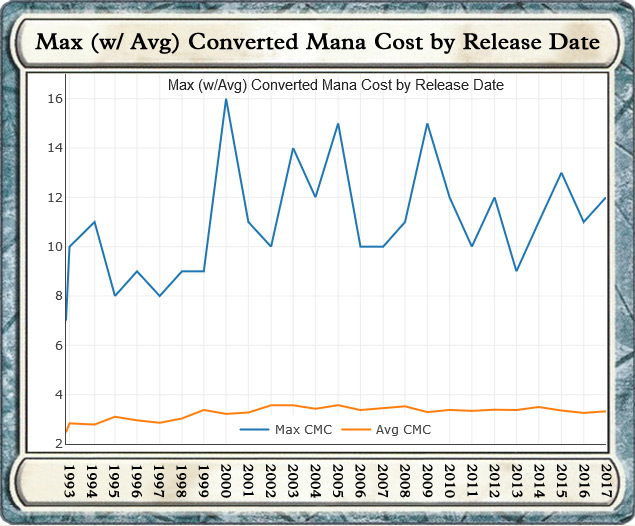 Max (w/ Avg) Converted Mana Cost by Release Date
Max (w/Avg) Converted Mana Cost by Release Date
16
14
12
10
8
6
4
2
Max CMC Avg CMC
1993 1994 1995 1996 1997 1998 1999 2000 2001 2002 2003 2004 2005 2006 2007 2008 2009 2010 2011 2012 2013 2014 2015 2016 2017